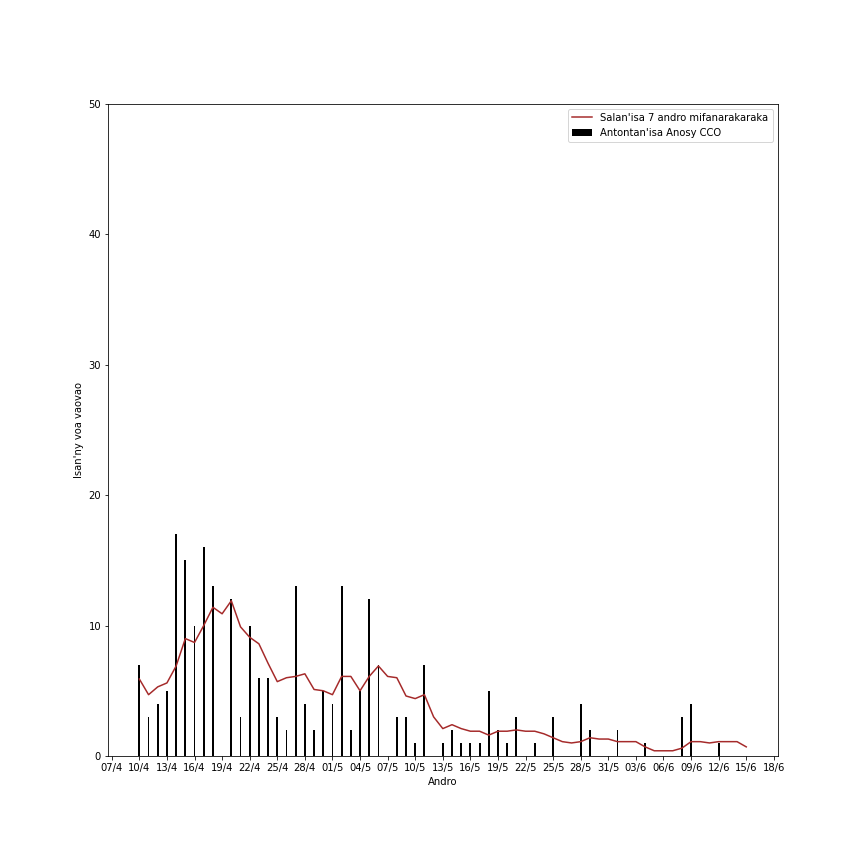 50
Salan'isa 7 andro mifanarakaraka
Antontan'isa Anosy CCO
40
30
Isan'ny voa vaovao
20
10
0
07/4 10/4 13/4 16/4 19/4 22/4 25/4 28/4 01/5 04/5 07/5 10/5 13/5 16/5 19/5 22/5 25/5 28/5 31/5 03/6 06/6 09/6 12/6 15/6 18/6
Andro